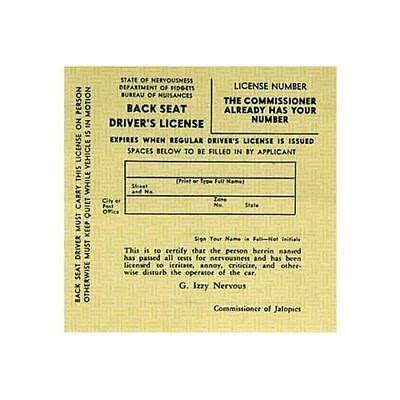 STATE OF NERVOUSNESS
DEPARTMENT OF FIDGETS
BUREAU OF NUISANCES
BACK SEAT
DRIVER'S LICENSE
LICENSE NUMBER
THE COMMISSIONER
ALREADY HAS YOUR
NUMBER
EXPIRES WHEN REGULAR DRIVER'S LICENSE IS ISSUED
SPACES BELOW TO BE FILLED IN BY APPLICANT
(Print or Type Full Name)
Street
and No.
City or
Post
Office
Zone
No.
State
Sign Your Name in Full—Not Initials
This is to certify that the person herein named
has passed all tests for nervousness and has been
licensed to irritate, annoy, criticize, and other-
wise disturb the operator of the car.
G. Izzy Nervous
Commissioner of Jalopies
BACK SEAT DRIVER MUST CARRY THIS LICENSE ON PERSON
OTHERWISE MUST KEEP QUIET WHILE VEHICLE IS IN MOTION